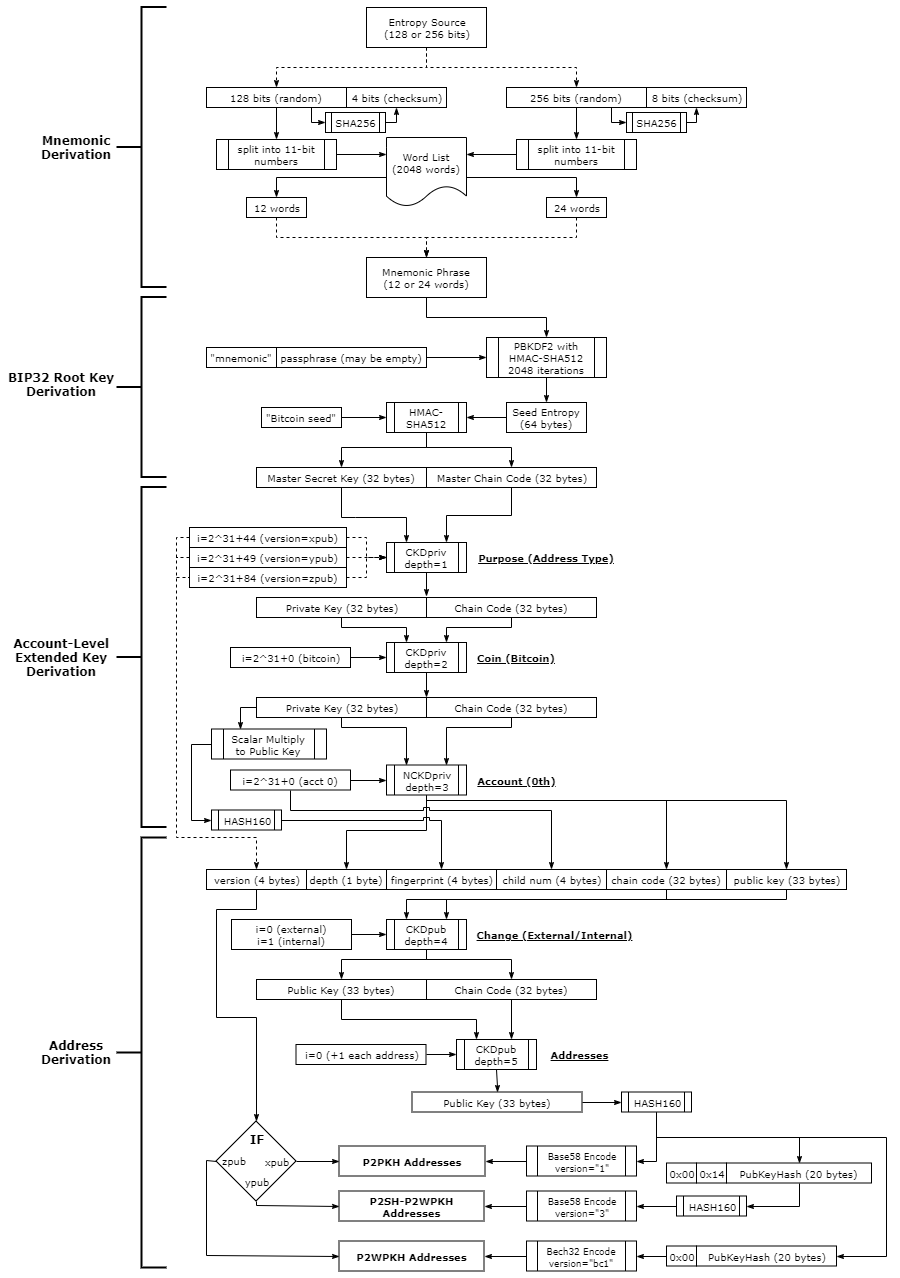 Entropy Source
(128 or 256 bits)
128 bits (random)
4 bits (checksum)
256 bits (random)
8 bits (checksum)
SHA256
SHA256
Mnemonic
Derivation
split into 11-bit
numbers
Word List
(2048 words)
split into 11-bit
numbers
12 words
24 words
Mnemonic Phrase
(12 or 24 words)
BIP32 Root Key
Derivation
"mnemonic"
passphrase (may be empty)
PBKDF2 with
HMAC-SHA512
2048 iterations
"Bitcoin seed"
HMAC-
SHA512
Seed Entropy
(64 bytes)
Master Secret Key (32 bytes)
Master Chain Code (32 bytes)
Account-Level
Extended Key
Derivation
i=2^31+44 (version=xpub)
i=2^31+49 (version=ypub)
i=2^31+84 (version=zpub)
CKDpriv
depth=1
Purpose (Address Type)
Private Key (32 bytes)
Chain Code (32 bytes)
i=2^31+0 (bitcoin)
CKDpriv
depth=2
Coin (Bitcoin)
Private Key (32 bytes)
Chain Code (32 bytes)
Scalar Multiply
to Public Key
i=2^31+0 (acct 0)
NCKDpriv
depth=3
Account (0th)
HASH160
version (4 bytes)
depth (1 byte)
fingerprint (4 bytes)
child num (4 bytes)
chain code (32 bytes)
public key (33 bytes)
Address
Derivation
i=0 (external)
i=1 (internal)
CKDpub
depth=4
Change (External/Internal)
Public Key (33 bytes)
Chain Code (32 bytes)
i=0 (+1 each address)
CKDpub
depth=5
Addresses
Public Key (33 bytes)
HASH160
IF
zpub
xpub
ypub
P2PKH Addresses
Base58 Encode
version="1"
0x00
0x14
PubKeyHash (20 bytes)
P2SH-P2WPKH
Addresses
Base58 Encode
version="3"
HASH160
P2WPKH Addresses
Bech32 Encode
version="bc1"
0x00
PubKeyHash (20 bytes)